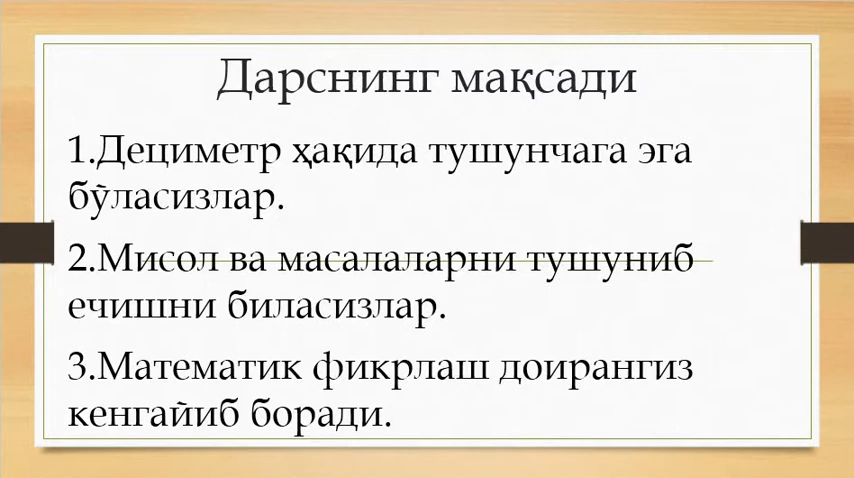 Дарснинг мақсади
1.Дециметр ҳақида тушунчага эга
бўласизлар.
2.Мисол ва масалаларни тушуниб
ечишни биласизлар.
3.Математик фикрлаш доирангиз
кенгайиб боради.